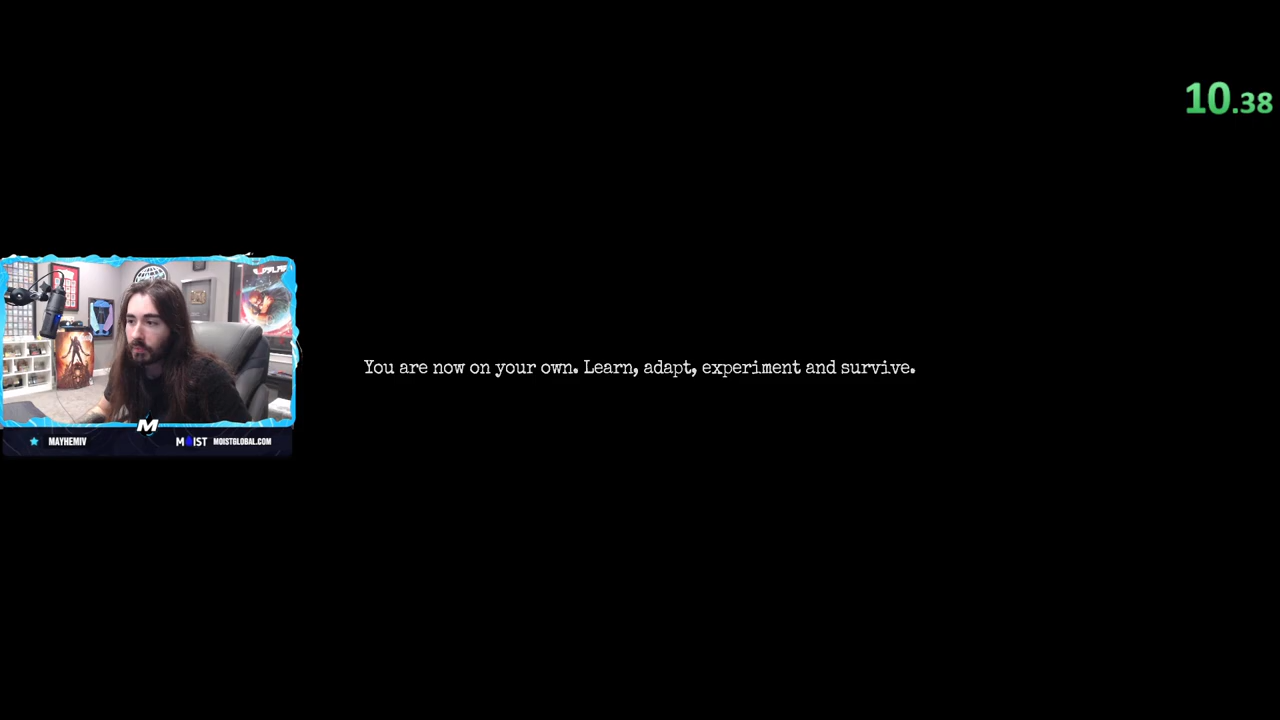 10.38
You are now on your own. Learn, adapt, experiment and survive.
M
MAYHEMIV
MOIST
MOISTGLOBAL.COM